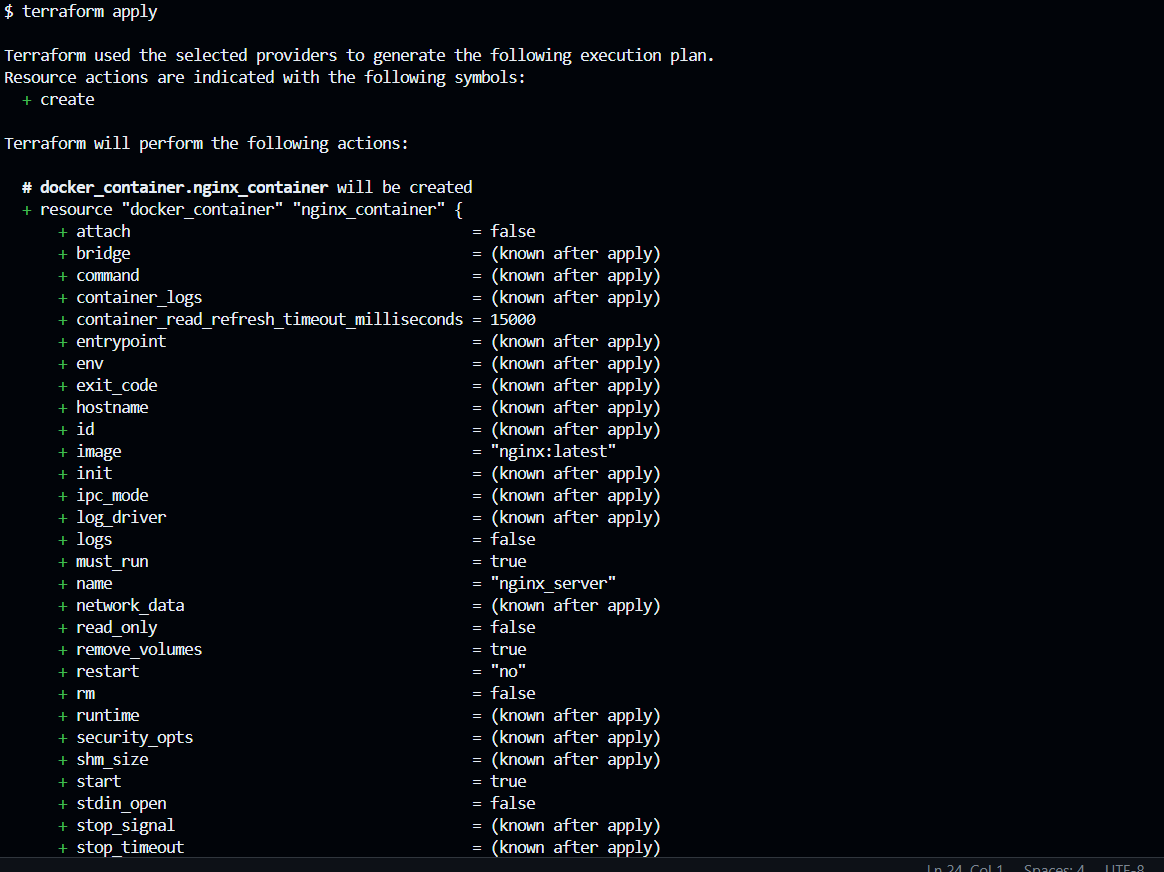 $ terraform apply
Terraform used the selected providers to generate the following execution plan.
Resource actions are indicated with the following symbols:
+ create
Terraform will perform the following actions:
# docker_container.nginx_container will be created
+ resource "docker_container" "nginx_container" {
+ attach = false
+ bridge = (known after apply)
+ command = (known after apply)
+ container_logs = (known after apply)
+ container_read_refresh_timeout_milliseconds = 15000
+ entrypoint = (known after apply)
+ env = (known after apply)
+ exit_code = (known after apply)
+ hostname = (known after apply)
+ id = (known after apply)
+ image = "nginx:latest"
+ init = (known after apply)
+ ipc_mode = (known after apply)
+ log_driver = (known after apply)
+ logs = false
+ must_run = true
+ name = "nginx_server"
+ network_data = (known after apply)
+ read_only = false
+ remove_volumes = true
+ restart = "no"
+ rm = false
+ runtime = (known after apply)
+ security_opts = (known after apply)
+ shm_size = (known after apply)
+ start = true
+ stdin_open = false
+ stop_signal = (known after apply)
+ stop_timeout = (known after apply)
Ln 24, Col 1 Spaces: 4 UTF-8